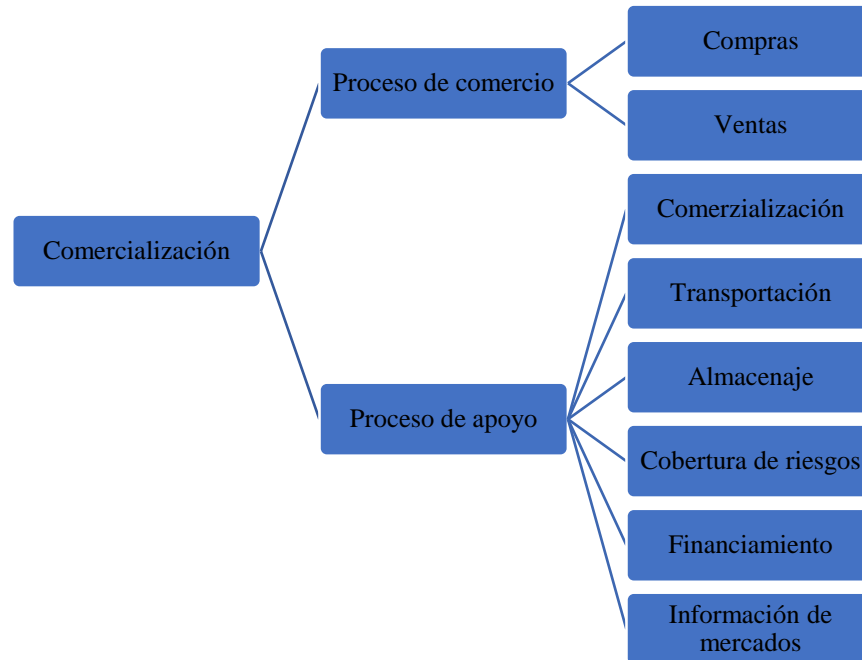 Comercialización
Proceso de comercio
Compras
Ventas
Proceso de apoyo
Comerzialización
Transportación
Almacenaje
Cobertura de riesgos
Financiamiento
Información de
mercados